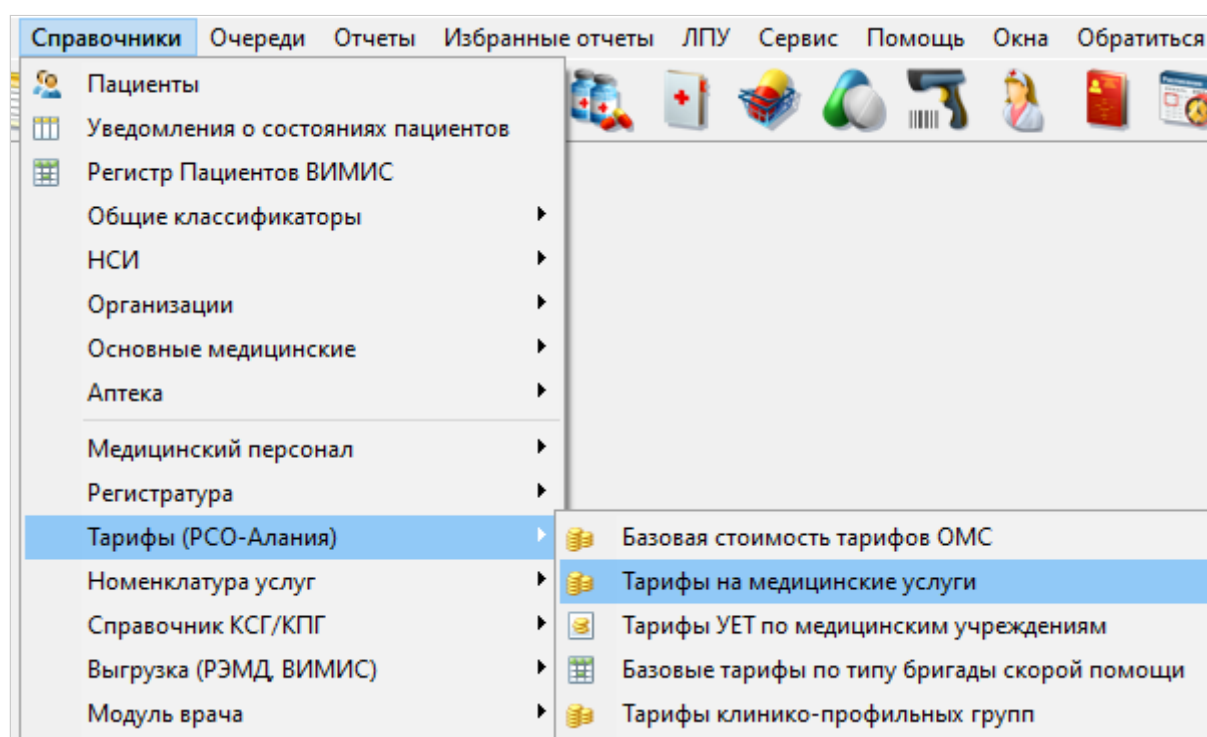 Справочники Очереди Отчеты Избранные отчеты ЛПУ Сервис Помощь Окна Обратиться
Пациенты
Уведомления о состояниях пациентов
Регистр Пациентов ВИМИС
Общие классификаторы
НСИ
Организации
Основные медицинские
Аптека
Медицинский персонал
Регистратура
Тарифы (РСО-Алания)
Номенклатура услуг
Справочник КСГ/КПГ
Выгрузка (РЭМД, ВИМИС)
Модуль врача
Базовая стоимость тарифов ОМС
Тарифы на медицинские услуги
Тарифы УЕТ по медицинским учреждениям
Базовые тарифы по типу бригады скорой помощи
Тарифы клинико-профильных групп